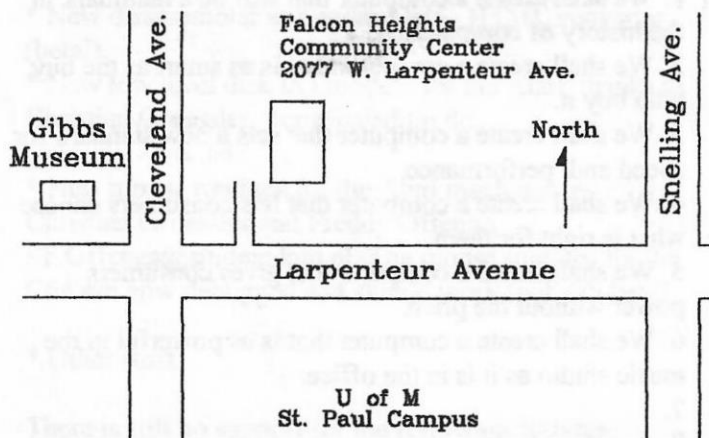 Falcon Heights
Community Center
2077 W. Larpenteur Ave.
Gibbs
Museum
Cleveland Ave.
North
Snelling Ave.
Larpenteur Avenue
U of M
St. Paul Campus